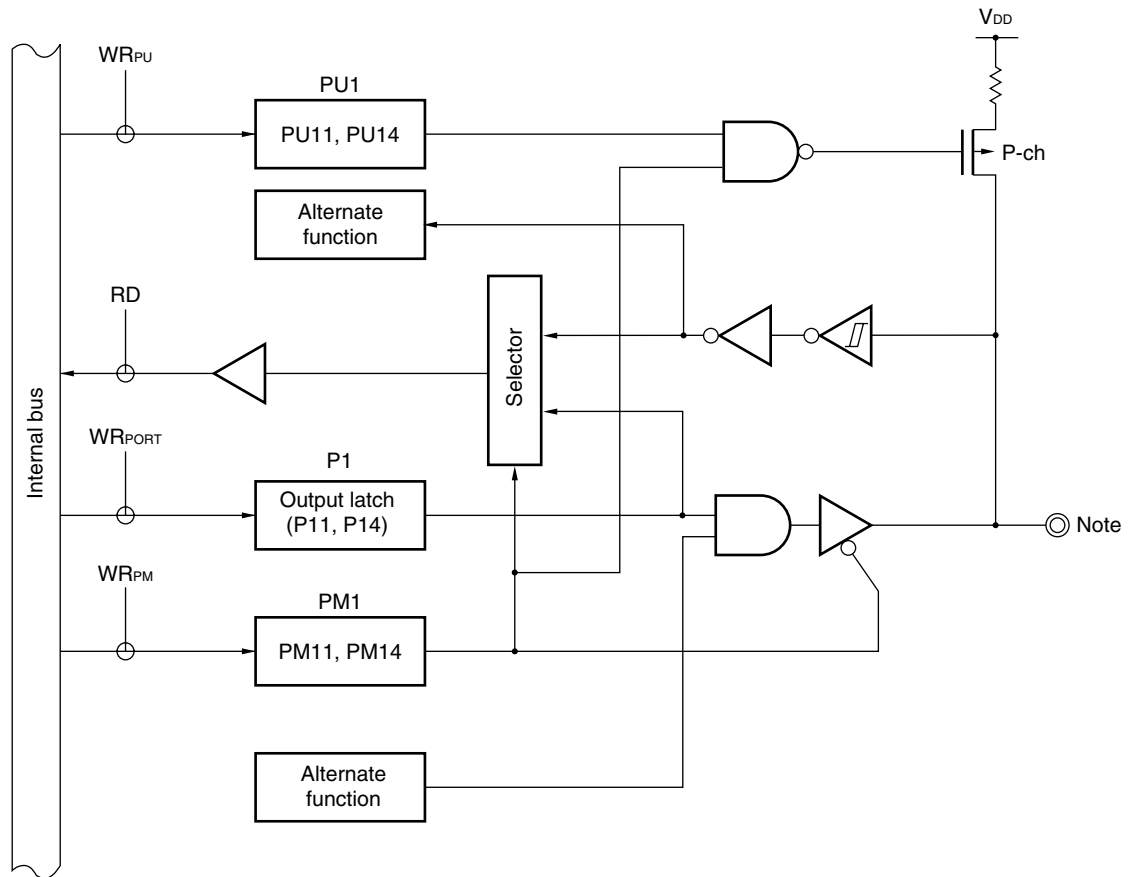 VDD
WRPU
PU1
PU11, PU14
P-ch
Alternate
function
RD
Selector
Internal bus
WRPORT
P1
Output latch
(P11, P14)
Note
WRPM
PM1
PM11, PM14
Alternate
function